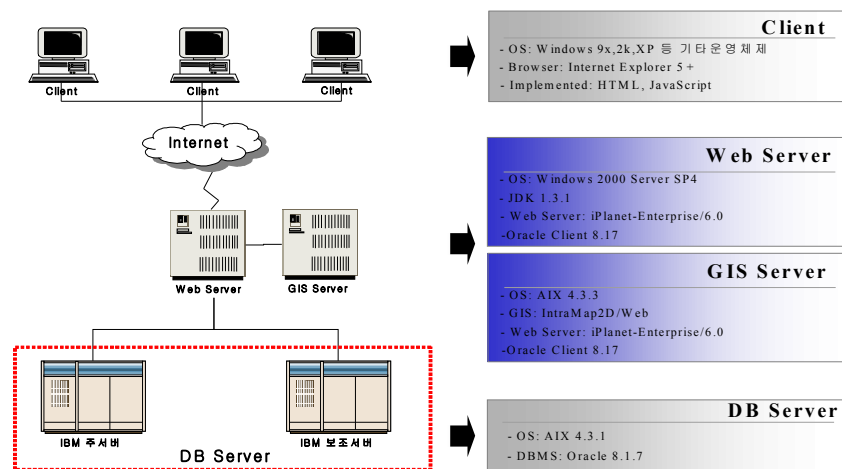 Client
Client
Client
Internet
Web Server
GIS Server
IBM 주서버
IBM 보조서버
DB Server
Client
- OS: Windows 9x,2k,XP 등 기타운영체제
- Browser: Internet Explorer 5+
- Implemented: HTML, JavaScript
Web Server
- OS: Windows 2000 Server SP4
- JDK 1.3.1
- Web Server: iPlanet-Enterprise/6.0
-Oracle Client 8.17
GIS Server
- OS: AIX 4.3.3
- GIS: IntraMap2D/Web
- Web Server: iPlanet-Enterprise/6.0
-Oracle Client 8.17
DB Server
- OS: AIX 4.3.1
- DBMS: Oracle 8.1.7